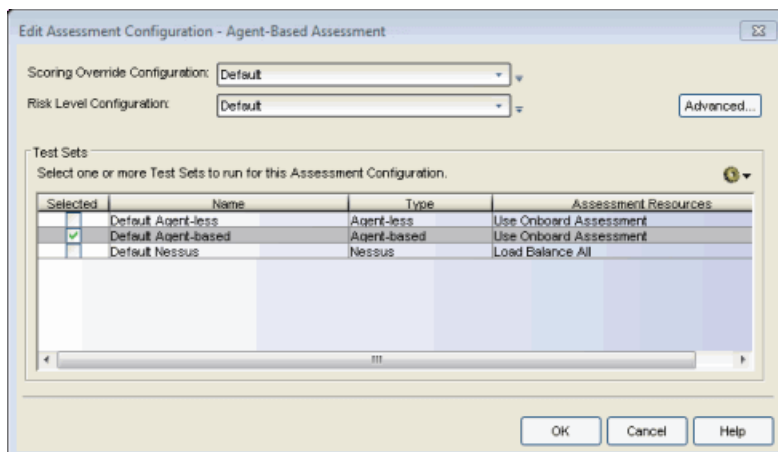 Edit Assessment Configuration - Agent-Based Assessment
Scoring Override Configuration: Default
Risk Level Configuration: Default Advanced...
Test Sets
Select one or more Test Sets to run for this Assessment Configuration.
Selected Name Type Assessment Resources
Default Agent-less Agent-less Use Onboard Assessment
Default Agent-based Agent-based Use Onboard Assessment
Default Nessus Nessus Load Balance All
OK Cancel Help